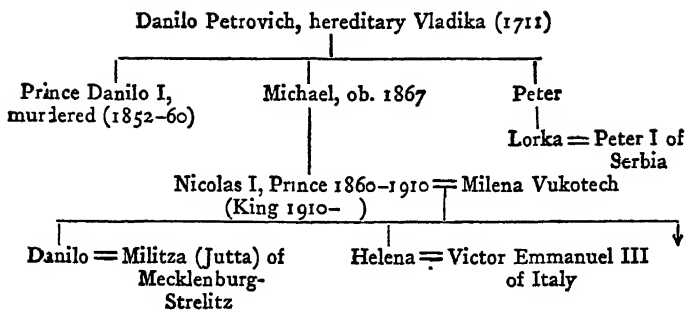 Danilo Petrovich, hereditary Vladika (1711)
Prince Danilo I, Michael, ob. 1867 Peter
murdered (1852-60)
Lorka = Peter I of
Serbia
Nicolas I, Prince 1860-1910 = Milena Vukotech
(King 1910- )
Danilo = Militza (Jutta) of Helena = Victor Emmanuel III
Mecklenburg- of Italy
Strelitz